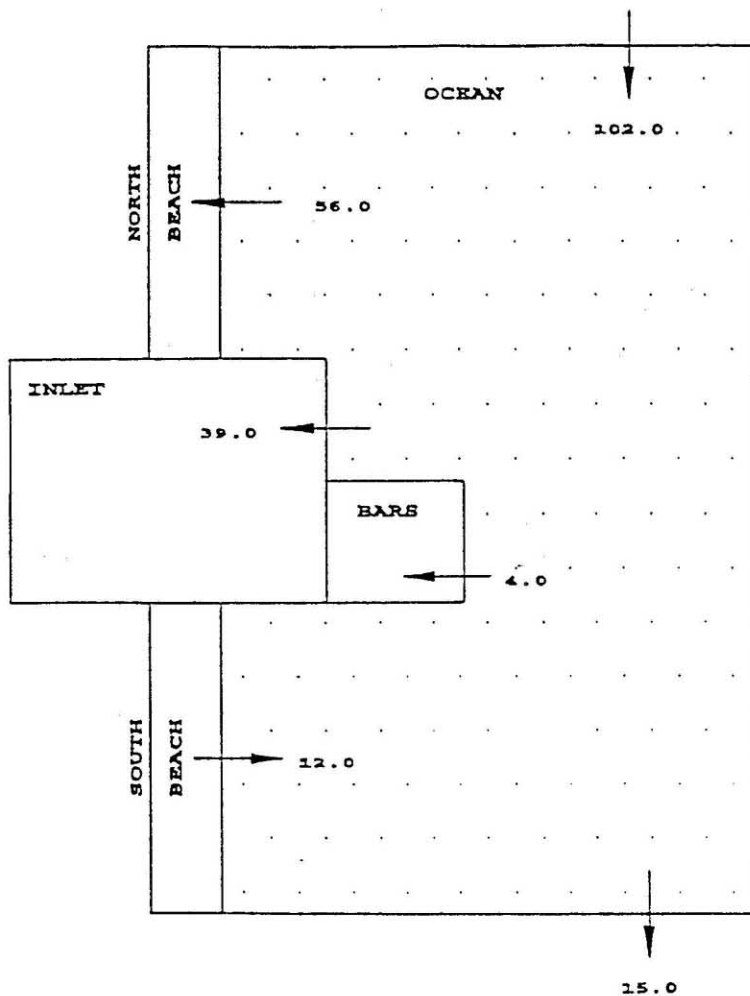 OCEAN
102.0
NORTH
BEACH
56.0
INLET
39.0
BARS
4.0
SOUTH
BEACH
12.0
15.0